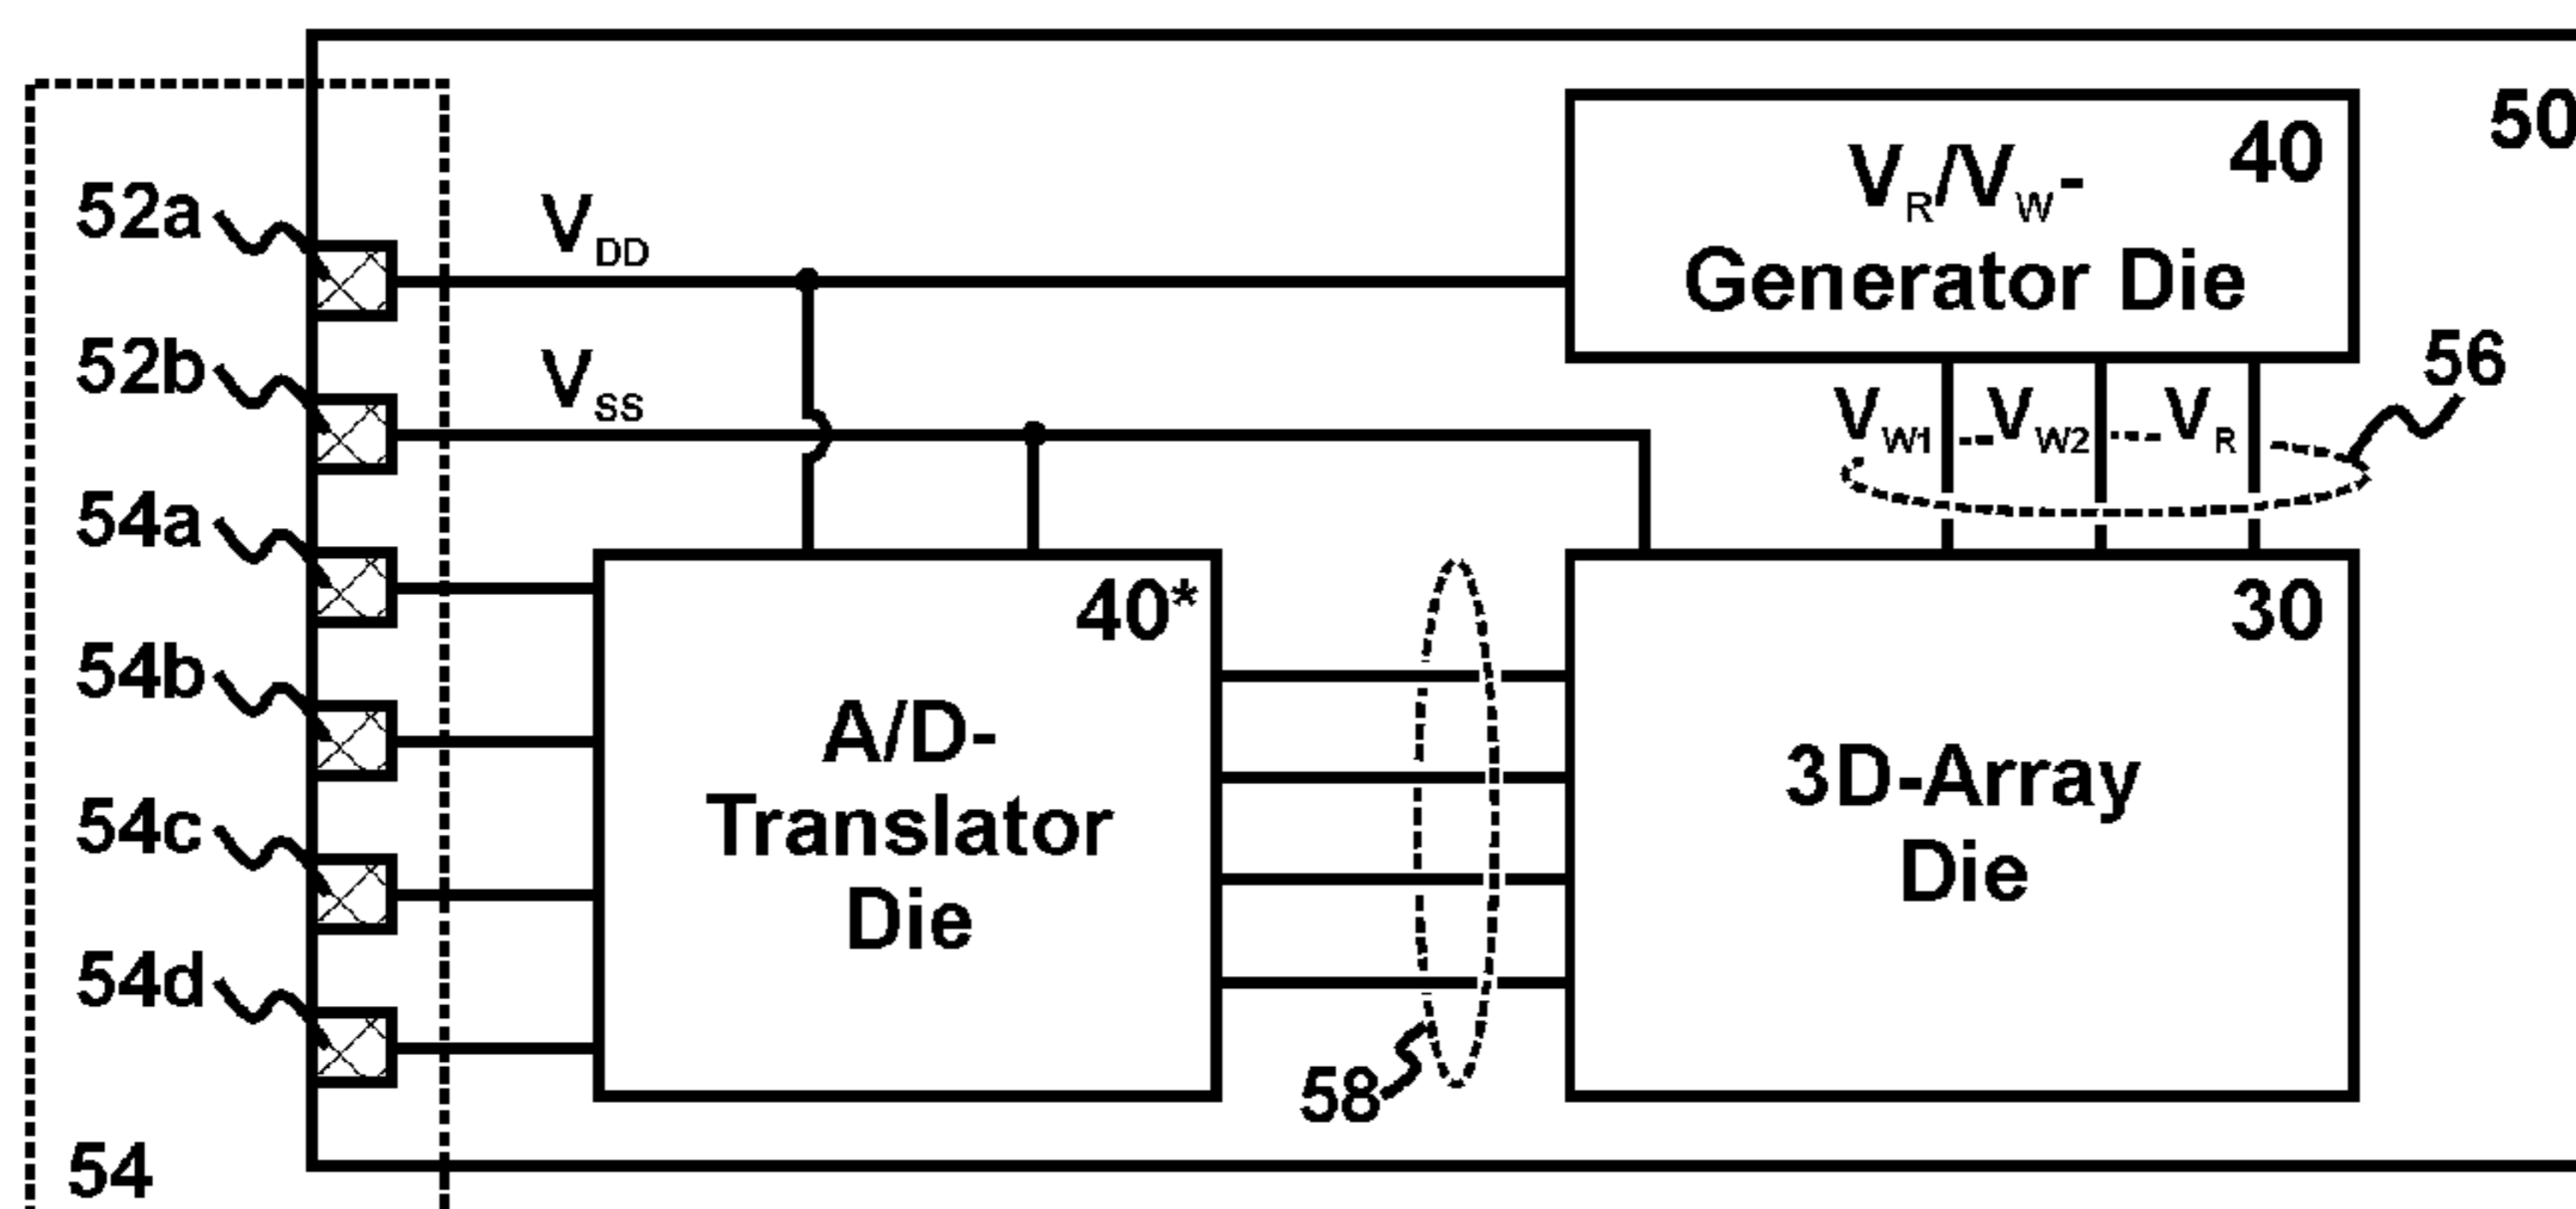 50
40
VR/VW-
Generator Die
52a
VDD
52b
VSS
VW1
VW2
VR
56
54a
40*
30
54b
A/D-
Translator
Die
3D-Array
Die
54c
54d
58
54